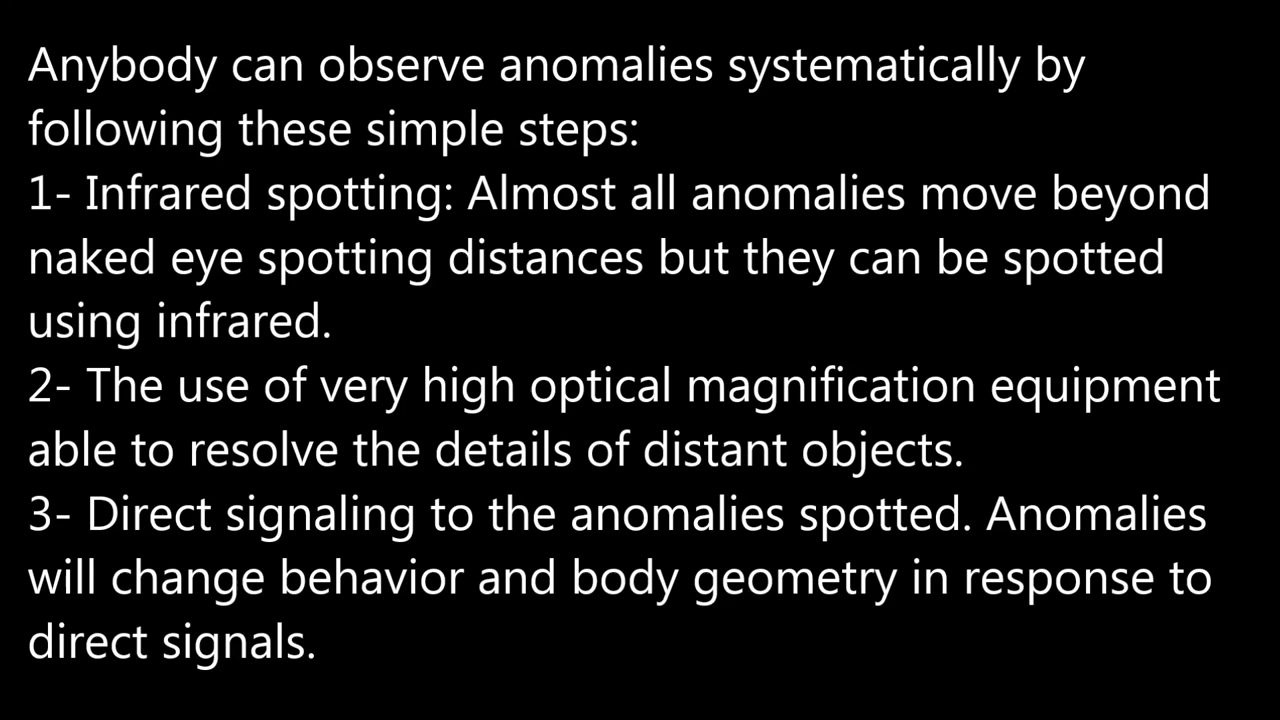 Anybody can observe anomalies systematically by
following these simple steps:
1- Infrared spotting: Almost all anomalies move beyond
naked eye spotting distances but they can be spotted
using infrared.
2- The use of very high optical magnification equipment
able to resolve the details of distant objects.
3- Direct signaling to the anomalies spotted. Anomalies
will change behavior and body geometry in response to
direct signals.